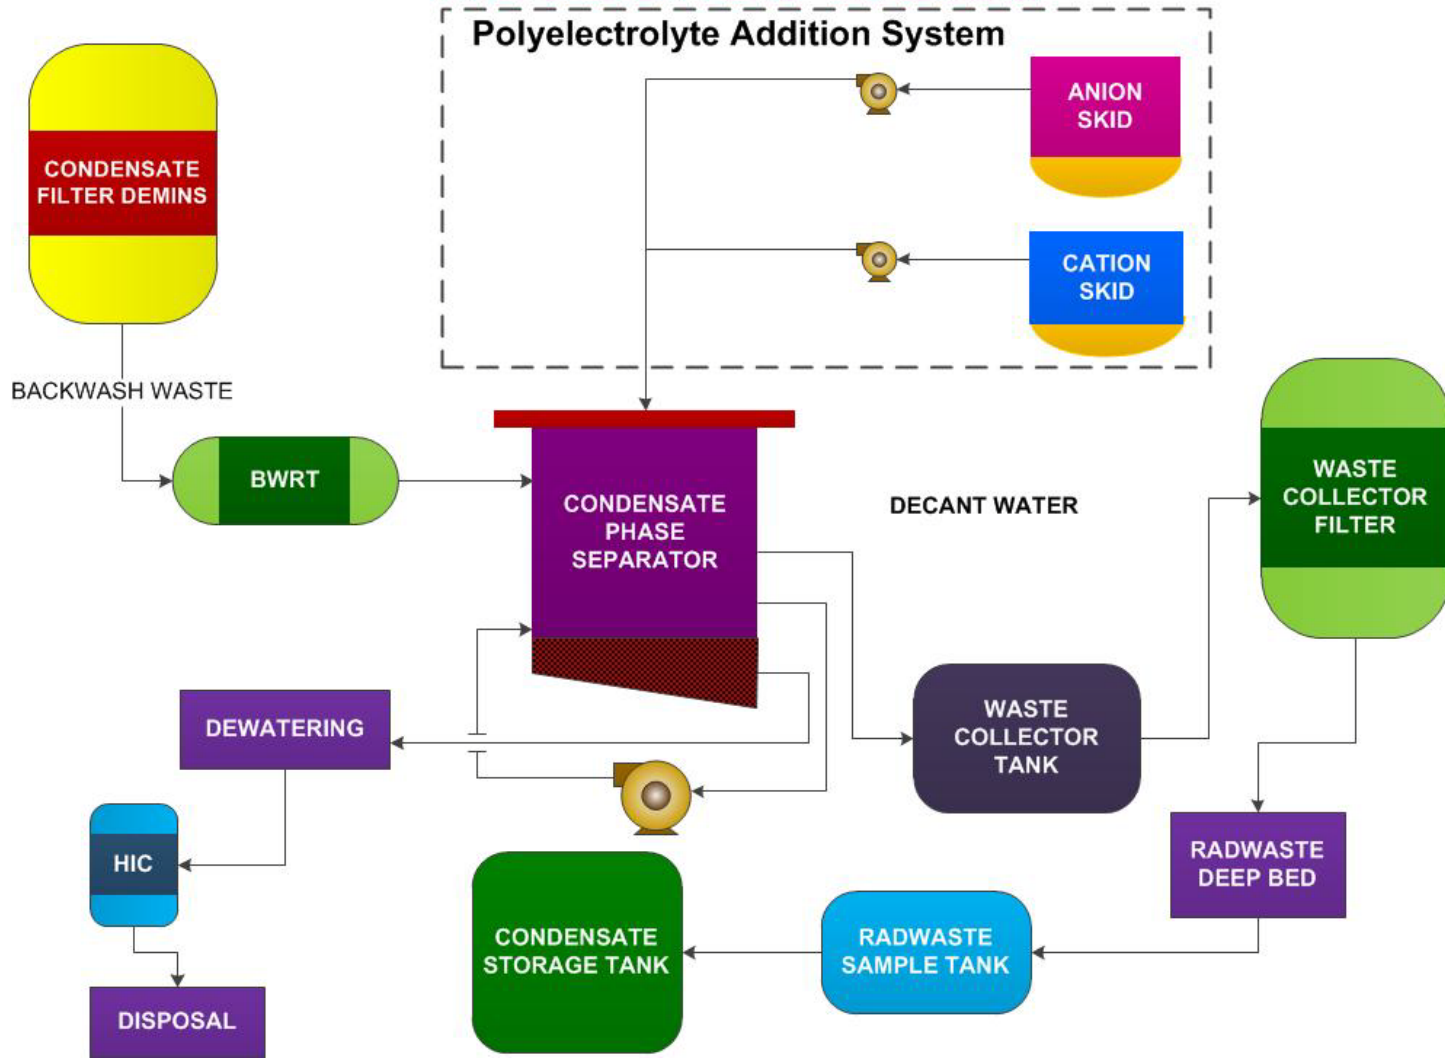 Polyelectrolyte Addition System
ANION
SKID
CATION
SKID
CONDENSATE
FILTER DEMINS
BACKWASH WASTE
BWRT
CONDENSATE
PHASE
SEPARATOR
DECANT WATER
WASTE
COLLECTOR
FILTER
WASTE
COLLECTOR
TANK
DEWATERING
HIC
DISPOSAL
RADWASTE
DEEP BED
RADWASTE
SAMPLE TANK
CONDENSATE
STORAGE TANK